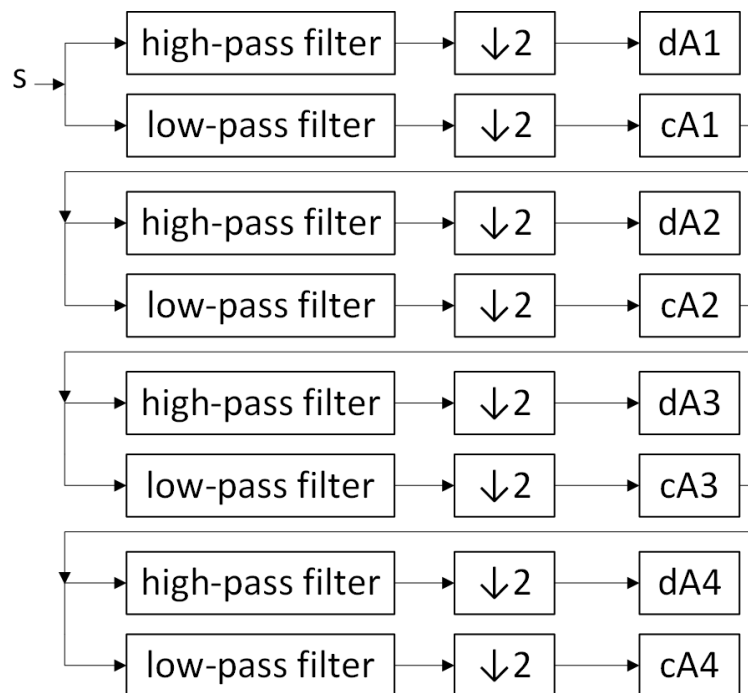 high-pass filter ↓2 dA1
s
low-pass filter ↓2 cA1
high-pass filter ↓2 dA2
low-pass filter ↓2 cA2
high-pass filter ↓2 dA3
low-pass filter ↓2 cA3
high-pass filter ↓2 dA4
low-pass filter ↓2 cA4